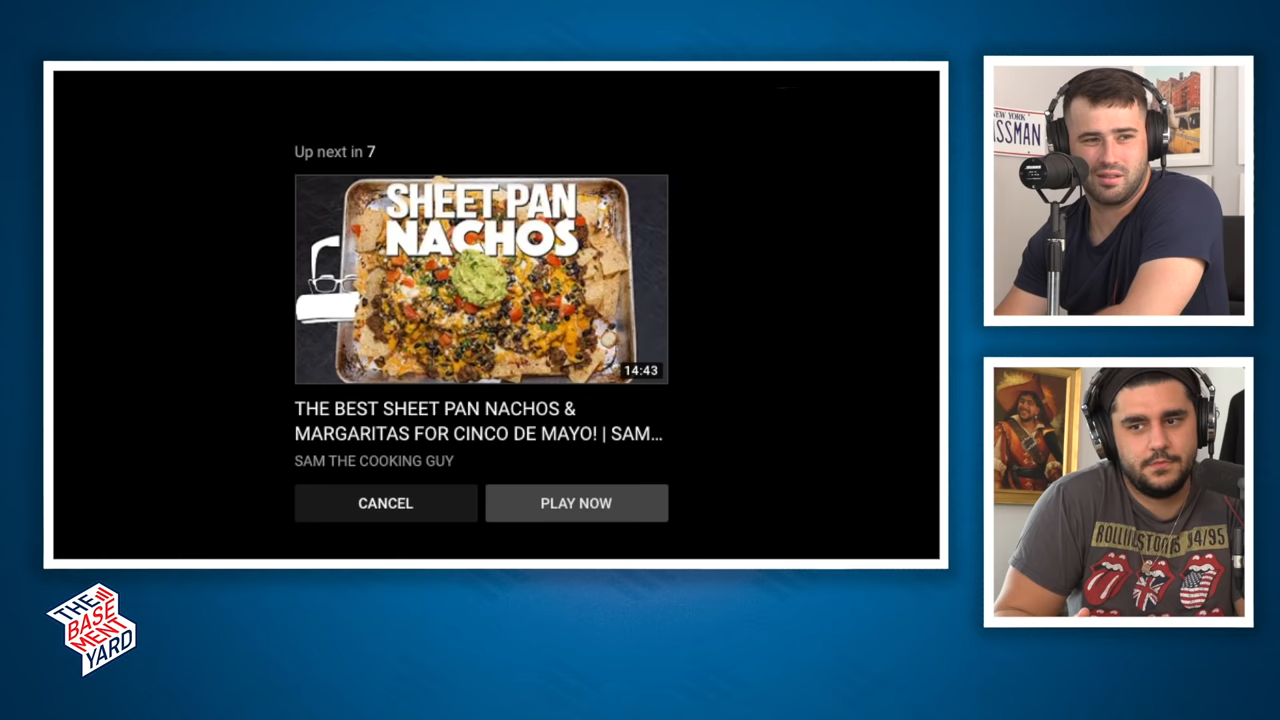 Up next in 7
SHEET PAN
NACHOS
14:43
THE BEST SHEET PAN NACHOS &
MARGARITAS FOR CINCO DE MAYO! | SAM...
SAM THE COOKING GUY
CANCEL
PLAY NOW
THE
BASE
MENT
YARD
NEW YORK
SSMAN
ROLLING STONES 94/95